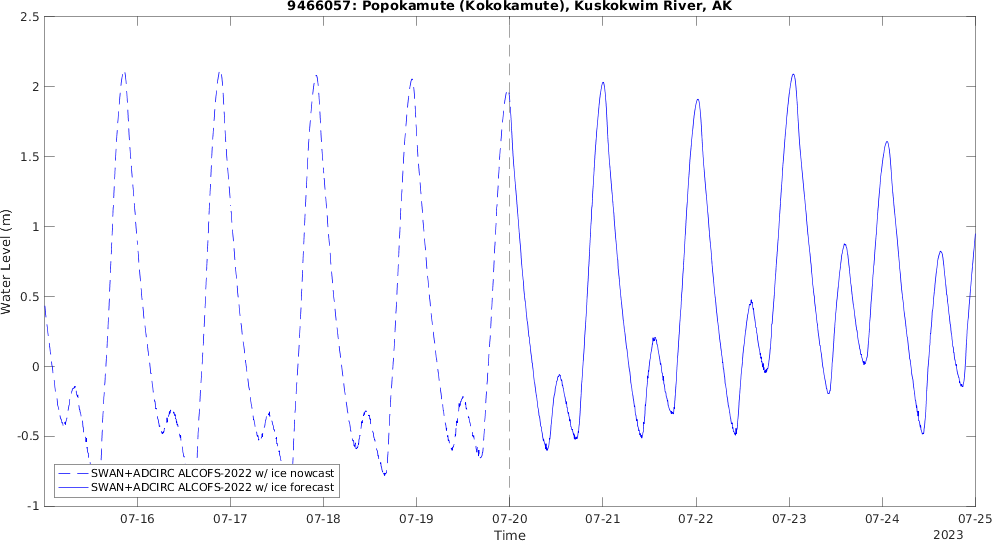 9466057: Popokamute (Kokokamute), Kuskokwim River, AK
2.5
2
1.5
1
0.5
0
-0.5
-1
Water Level (m)
SWAN+ADCIRC ALCOFS-2022 w/ ice nowcast
SWAN+ADCIRC ALCOFS-2022 w/ ice forecast
07-16 07-17 07-18 07-19 07-20 07-21 07-22 07-23 07-24 07-25
Time
2023